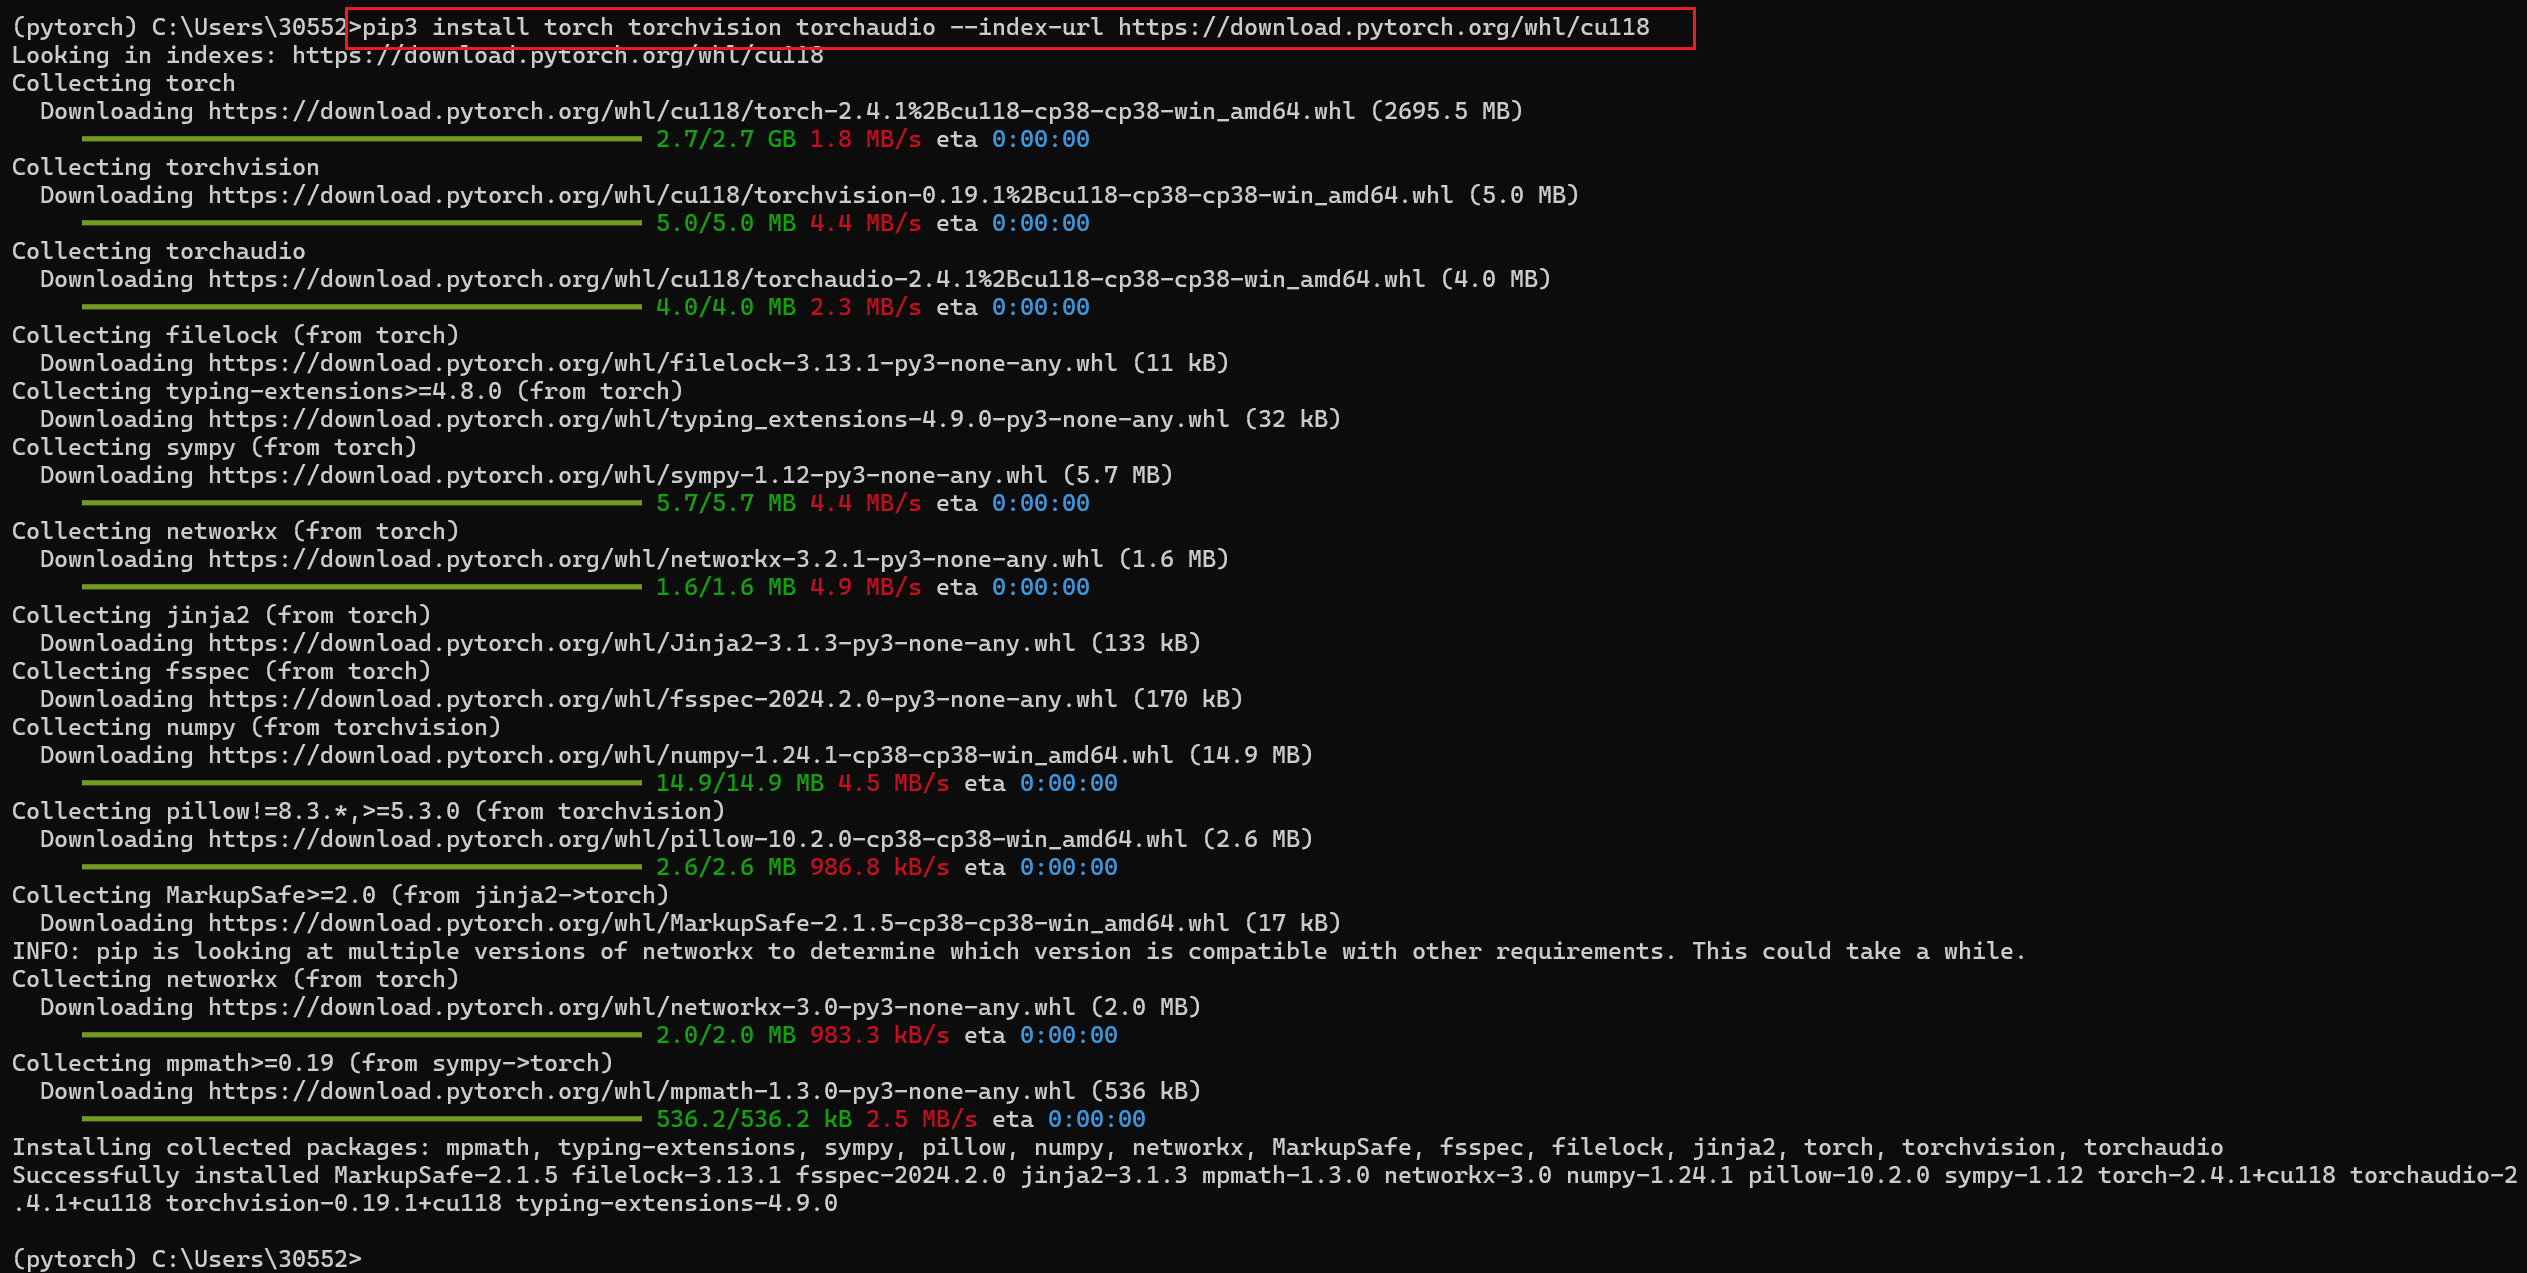 (pytorch) C:\Users\30552>pip3 install torch torchvision torchaudio --index-url https://download.pytorch.org/whl/cu118
Looking in indexes: https://download.pytorch.org/whl/cu118
Collecting torch
  Downloading https://download.pytorch.org/whl/cu118/torch-2.4.1%2Bcu118-cp38-cp38-win_amd64.whl (2695.5 MB)
2.7/2.7 GB 1.8 MB/s eta 0:00:00
Collecting torchvision
  Downloading https://download.pytorch.org/whl/cu118/torchvision-0.19.1%2Bcu118-cp38-cp38-win_amd64.whl (5.0 MB)
5.0/5.0 MB 4.4 MB/s eta 0:00:00
Collecting torchaudio
  Downloading https://download.pytorch.org/whl/cu118/torchaudio-2.4.1%2Bcu118-cp38-cp38-win_amd64.whl (4.0 MB)
4.0/4.0 MB 2.3 MB/s eta 0:00:00
Collecting filelock (from torch)
  Downloading https://download.pytorch.org/whl/filelock-3.13.1-py3-none-any.whl (11 kB)
Collecting typing-extensions>=4.8.0 (from torch)
  Downloading https://download.pytorch.org/whl/typing_extensions-4.9.0-py3-none-any.whl (32 kB)
Collecting sympy (from torch)
  Downloading https://download.pytorch.org/whl/sympy-1.12-py3-none-any.whl (5.7 MB)
5.7/5.7 MB 4.4 MB/s eta 0:00:00
Collecting networkx (from torch)
  Downloading https://download.pytorch.org/whl/networkx-3.2.1-py3-none-any.whl (1.6 MB)
1.6/1.6 MB 4.9 MB/s eta 0:00:00
Collecting jinja2 (from torch)
  Downloading https://download.pytorch.org/whl/Jinja2-3.1.3-py3-none-any.whl (133 kB)
Collecting fsspec (from torch)
  Downloading https://download.pytorch.org/whl/fsspec-2024.2.0-py3-none-any.whl (170 kB)
Collecting numpy (from torchvision)
  Downloading https://download.pytorch.org/whl/numpy-1.24.1-cp38-cp38-win_amd64.whl (14.9 MB)
14.9/14.9 MB 4.5 MB/s eta 0:00:00
Collecting pillow!=8.3.*,>=5.3.0 (from torchvision)
  Downloading https://download.pytorch.org/whl/pillow-10.2.0-cp38-cp38-win_amd64.whl (2.6 MB)
2.6/2.6 MB 986.8 kB/s eta 0:00:00
Collecting MarkupSafe>=2.0 (from jinja2->torch)
  Downloading https://download.pytorch.org/whl/MarkupSafe-2.1.5-cp38-cp38-win_amd64.whl (17 kB)
INFO: pip is looking at multiple versions of networkx to determine which version is compatible with other requirements. This could take a while.
Collecting networkx (from torch)
  Downloading https://download.pytorch.org/whl/networkx-3.0-py3-none-any.whl (2.0 MB)
2.0/2.0 MB 983.3 kB/s eta 0:00:00
Collecting mpmath>=0.19 (from sympy->torch)
  Downloading https://download.pytorch.org/whl/mpmath-1.3.0-py3-none-any.whl (536 kB)
536.2/536.2 kB 2.5 MB/s eta 0:00:00
Installing collected packages: mpmath, typing-extensions, sympy, pillow, numpy, networkx, MarkupSafe, fsspec, filelock, jinja2, torch, torchvision, torchaudio
Successfully installed MarkupSafe-2.1.5 filelock-3.13.1 fsspec-2024.2.0 jinja2-3.1.3 mpmath-1.3.0 networkx-3.0 numpy-1.24.1 pillow-10.2.0 sympy-1.12 torch-2.4.1+cu118 torchaudio-2
.4.1+cu118 torchvision-0.19.1+cu118 typing-extensions-4.9.0
(pytorch) C:\Users\30552>